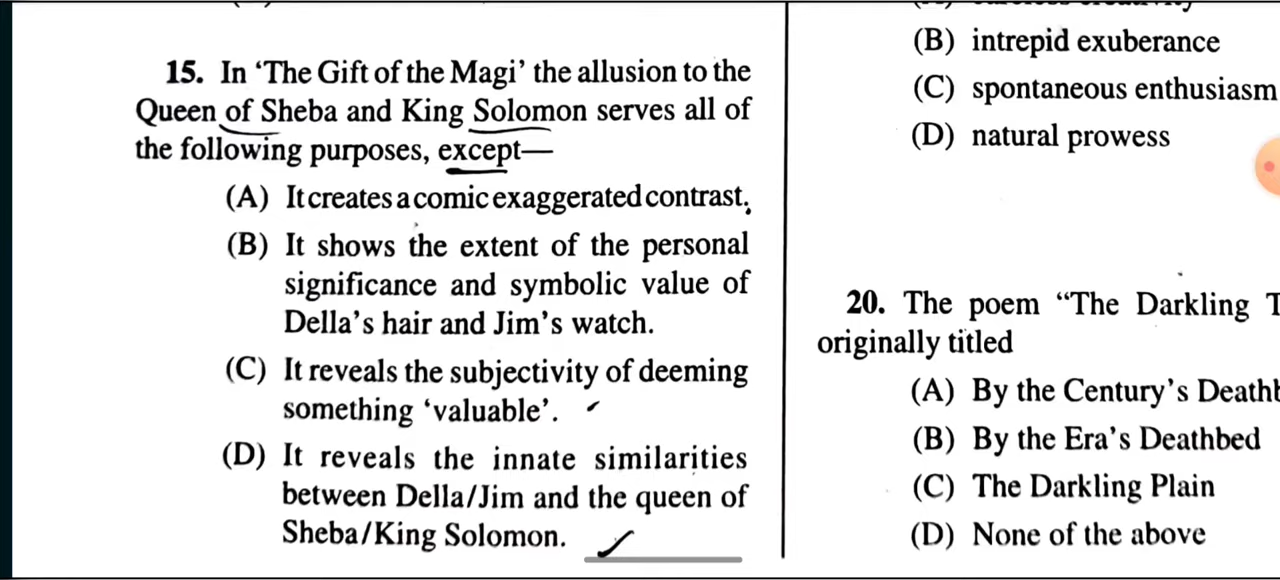 15. In ‘The Gift of the Magi’ the allusion to the
Queen of Sheba and King Solomon serves all of
the following purposes, except—
(A) It creates a comic exaggerated contrast.
(B) It shows the extent of the personal
significance and symbolic value of
Della’s hair and Jim’s watch.
(C) It reveals the subjectivity of deeming
something ‘valuable’.
(D) It reveals the innate similarities
between Della/Jim and the queen of
Sheba/King Solomon.
(B) intrepid exuberance
(C) spontaneous enthusiasm
(D) natural prowess
20. The poem “The Darkling
originally titled
(A) By the Century’s
(B) By the Era’s Deathbed
(C) The Darkling Plain
(D) None of the above